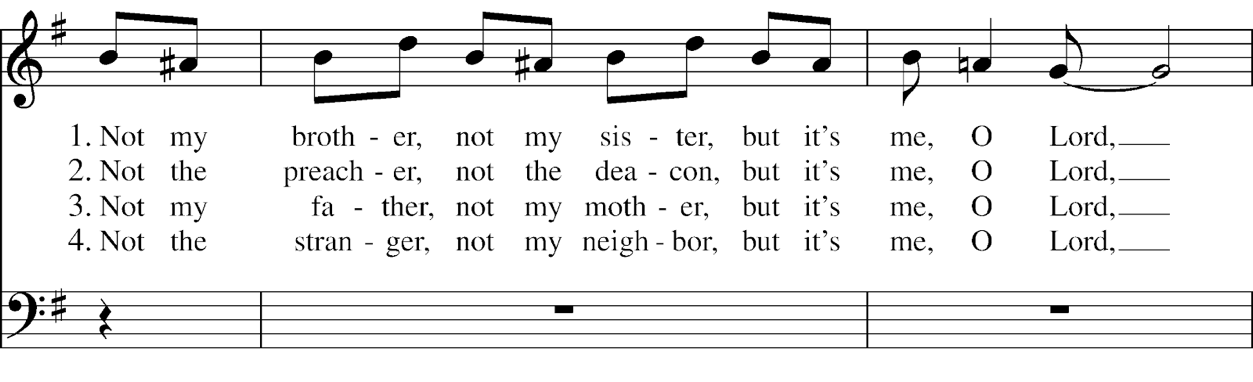 1. Not my broth - er, not my sis - ter, but it's me, O Lord,
2. Not the preach - er, not the dea - con, but it's me, O Lord,
3. Not my fa - ther, not my moth - er, but it's me, O Lord,
4. Not the stran - ger, not my neigh - bor, but it's me, O Lord,